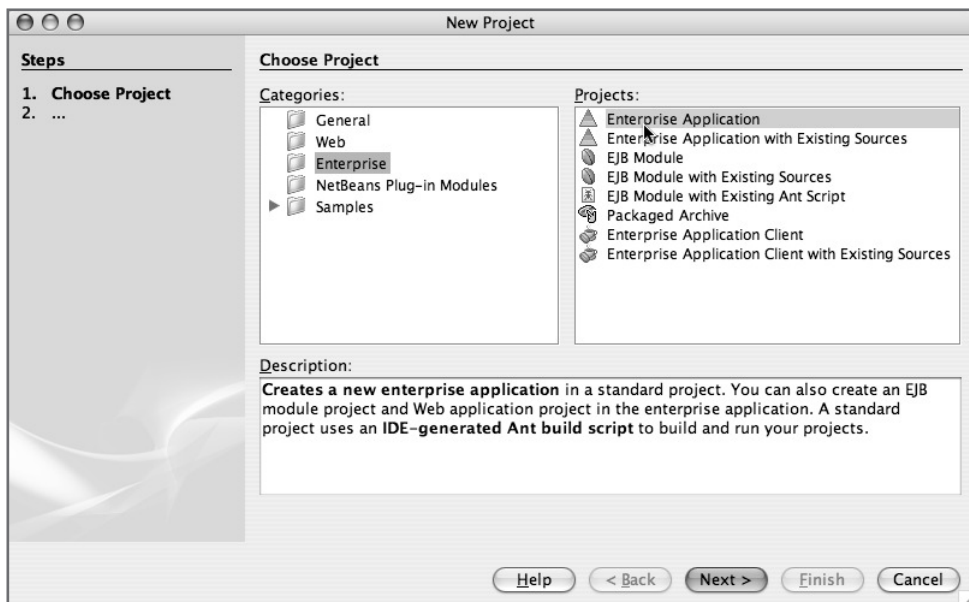 New Project
Steps
1. Choose Project
2. ...
Choose Project
Categories:
General
Web
Enterprise
NetBeans Plug-in Modules
Samples
Projects:
Enterprise Application
Enterprise Application with Existing Sources
EJB Module
EJB Module with Existing Sources
EJB Module with Existing Ant Script
Packaged Archive
Enterprise Application Client
Enterprise Application Client with Existing Sources
Description:
Creates a new enterprise application in a standard project. You can also create an EJB
module project and Web application project in the enterprise application. A standard
project uses an IDE-generated Ant build script to build and run your projects.
Help
< Back
Next >
Finish
Cancel